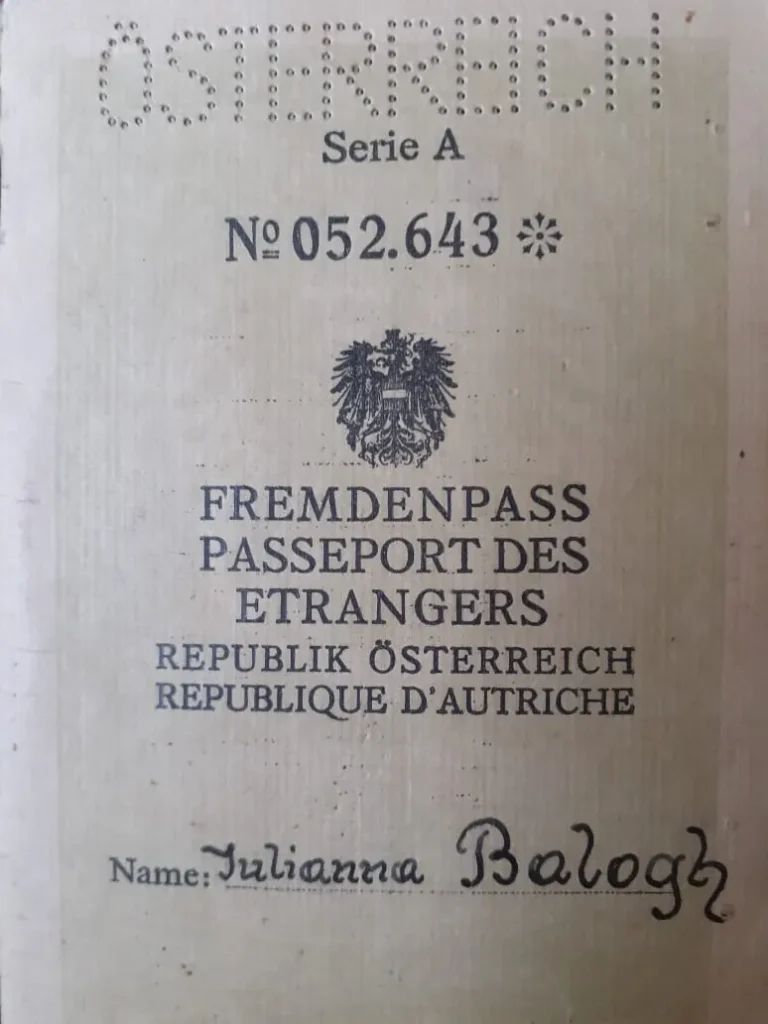 ÖSTERREICH
Serie A
Nº 052.643
FREMDENPASS
PASSEPORT DES
ETRANGERS
REPUBLIK ÖSTERREICH
REPUBLIQUE D'AUTRICHE
Name: Julianna Balogh